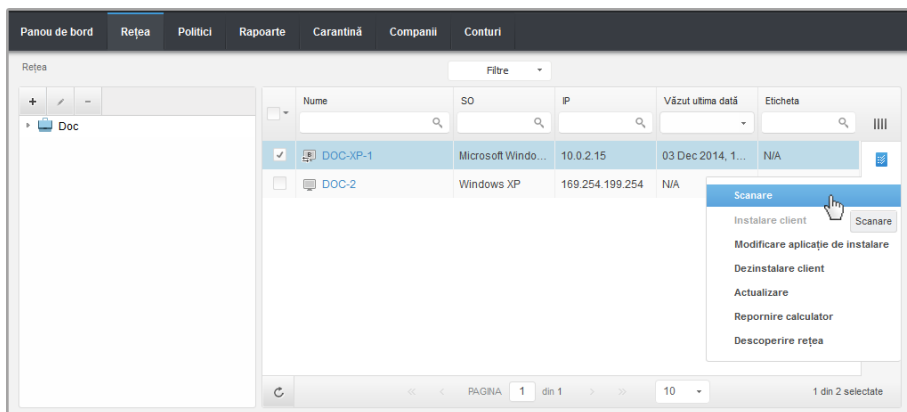 Panou de bord Rețea Politici Rapoarte Carantină Companii Conturi
Rețea Filtre
Nume SO IP Văzut ultima dată Eticheta
Doc
DOC-XP-1 Microsoft Windo... 10.0.2.15 03 Dec 2014, 1... N/A
DOC-2 Windows XP 169.254.199.254 N/A
Scanare
Instalare client Scanare
Modificare aplicație de instalare
Dezinstalare client
Actualizare
Repornire calculator
Descoperire rețea
PAGINA 1 din 1 10 1 din 2 selectate